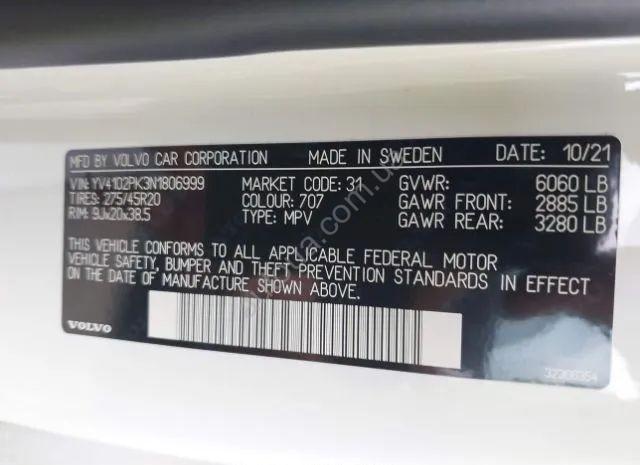 MFD BY VOLVO CAR CORPORATION MADE IN SWEDEN DATE: 10/21
VIN: YV4102PK3N1806999 MARKET CODE: 31 GVWR: 6060 LB
TIRES: 275/45R20 COLOUR: 707 GAWR FRONT: 2885 LB
RIM: 9Jx20x38.5 TYPE: MPV GAWR REAR: 3280 LB
THIS VEHICLE CONFORMS TO ALL APPLICABLE FEDERAL MOTOR
VEHICLE SAFETY, BUMPER AND THEFT PREVENTION STANDARDS IN EFFECT
ON THE DATE OF MANUFACTURE SHOWN ABOVE.
VOLVO